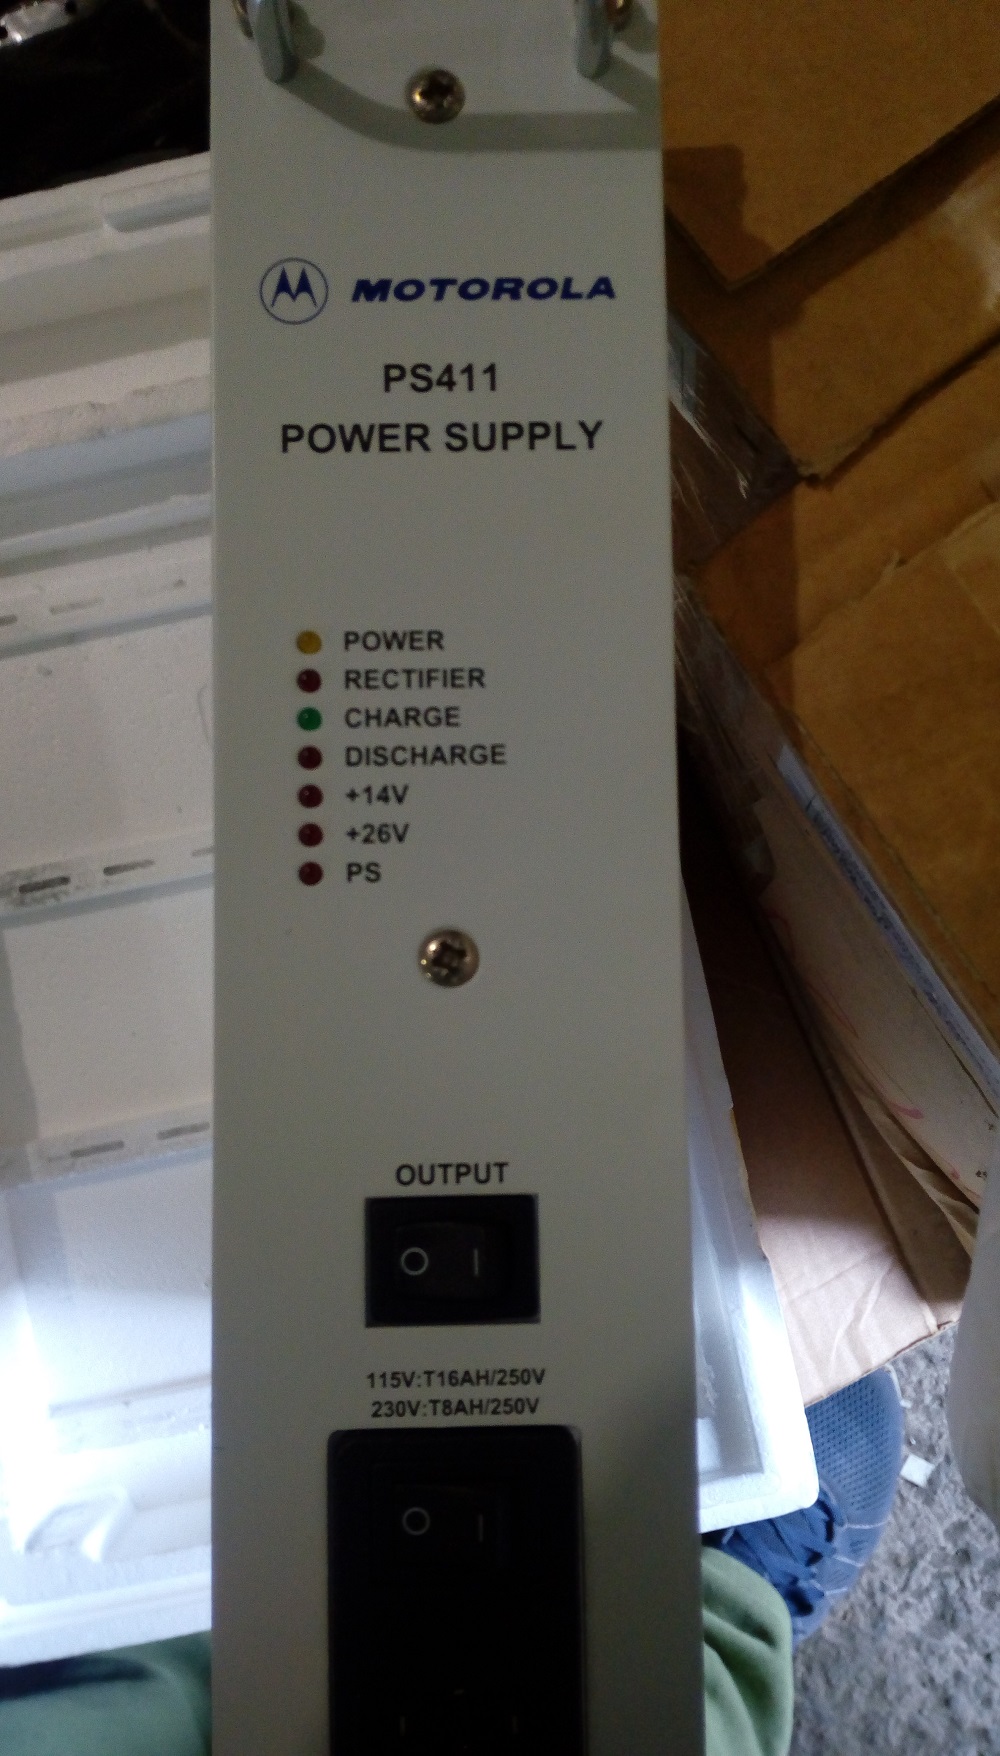 MOTOROLA
PS411
POWER SUPPLY
POWER
RECTIFIER
CHARGE
DISCHARGE
+14V
+26V
PS
OUTPUT
O I
115V:T16AH/250V
230V:T8AH/250V
O I